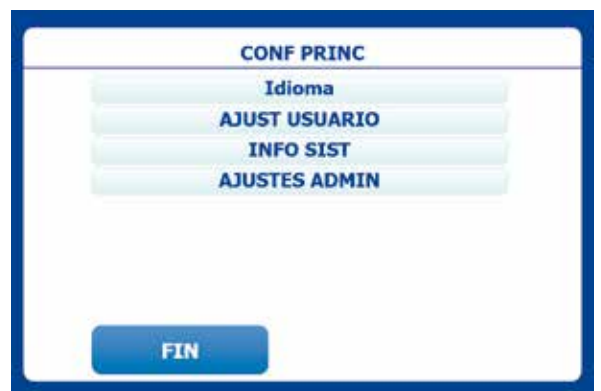 CONF PRINC
Idioma
AJUST USUARIO
INFO SIST
AJUSTES ADMIN
FIN